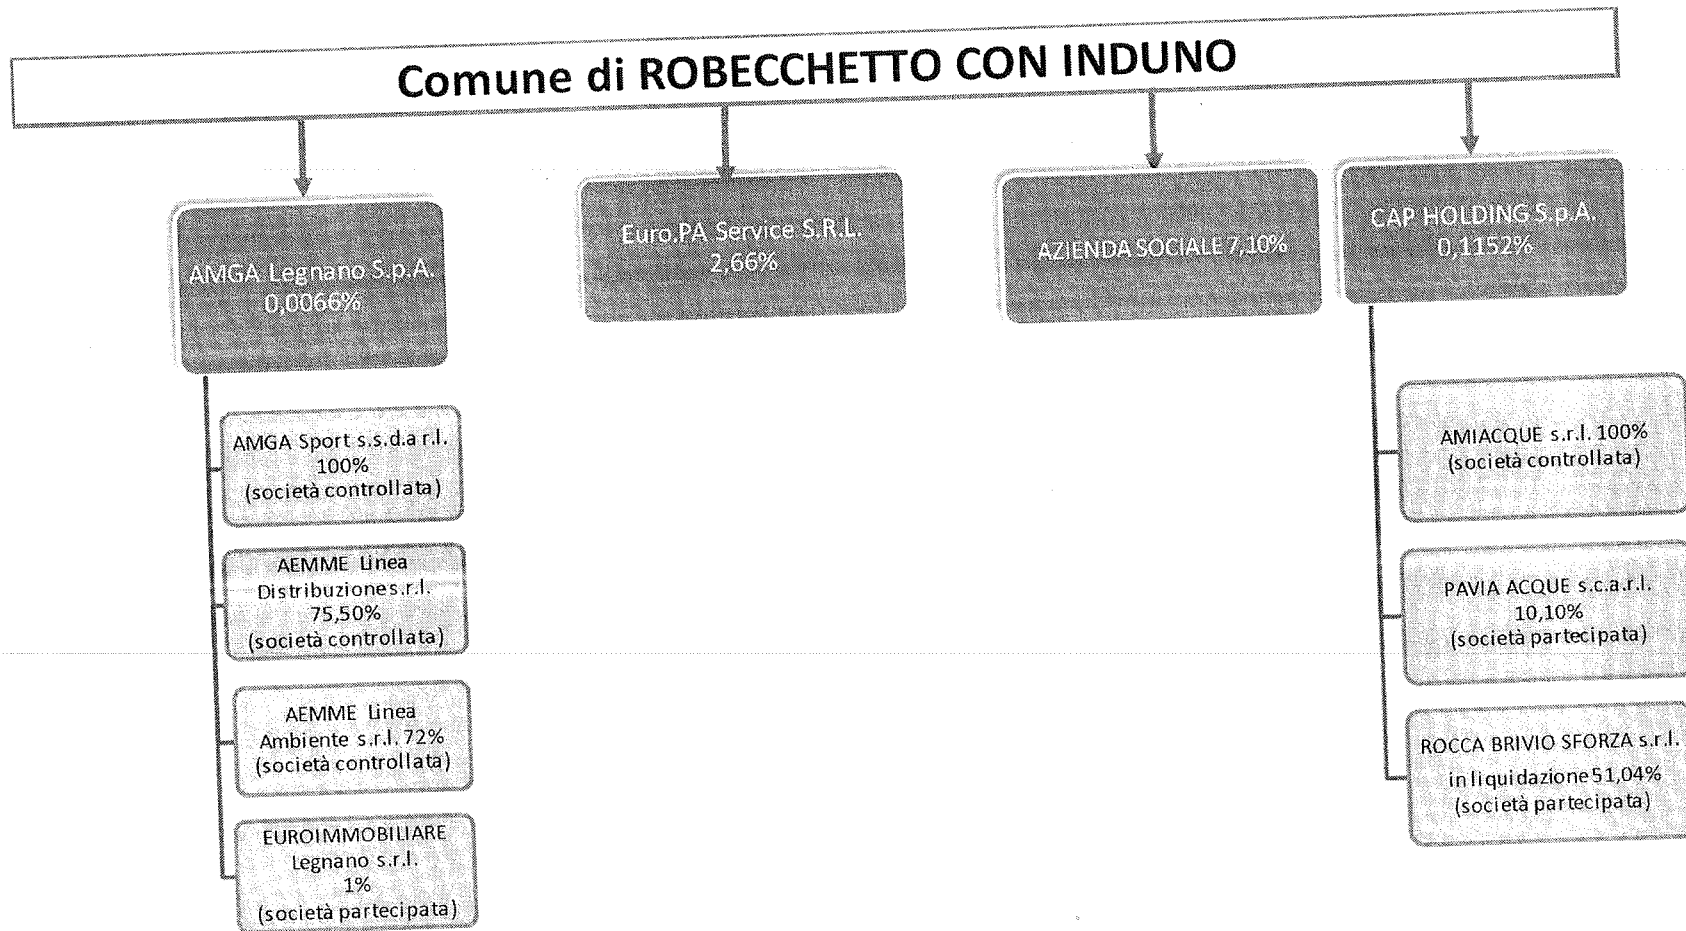 Comune di ROBECCHETTO CON INDUNO
AMGA Legnano S.p.A.
0,0066%
Euro.PA Service S.R.L.
2,66%
AZIENDA SOCIALE 7,10%
CAP HOLDING S.p.A.
0,1152%
AMGA Sport s.s.d.a r.l.
100%
(società controllata)
AEMME Linea
Distribuzione s.r.l.
75,50%
(società controllata)
AEMME Linea
Ambiente s.r.l. 72%
(società controllata)
EUROIMMOBILIARE
Legnano s.r.l.
1%
(società partecipata)
AMIACQUE s.r.l. 100%
(società controllata)
PAVIA ACQUE s.c.a.r.l.
10,10%
(società partecipata)
ROCCA BRIVIO SFORZA s.r.l.
in liquidazione 51,04%
(società partecipata)